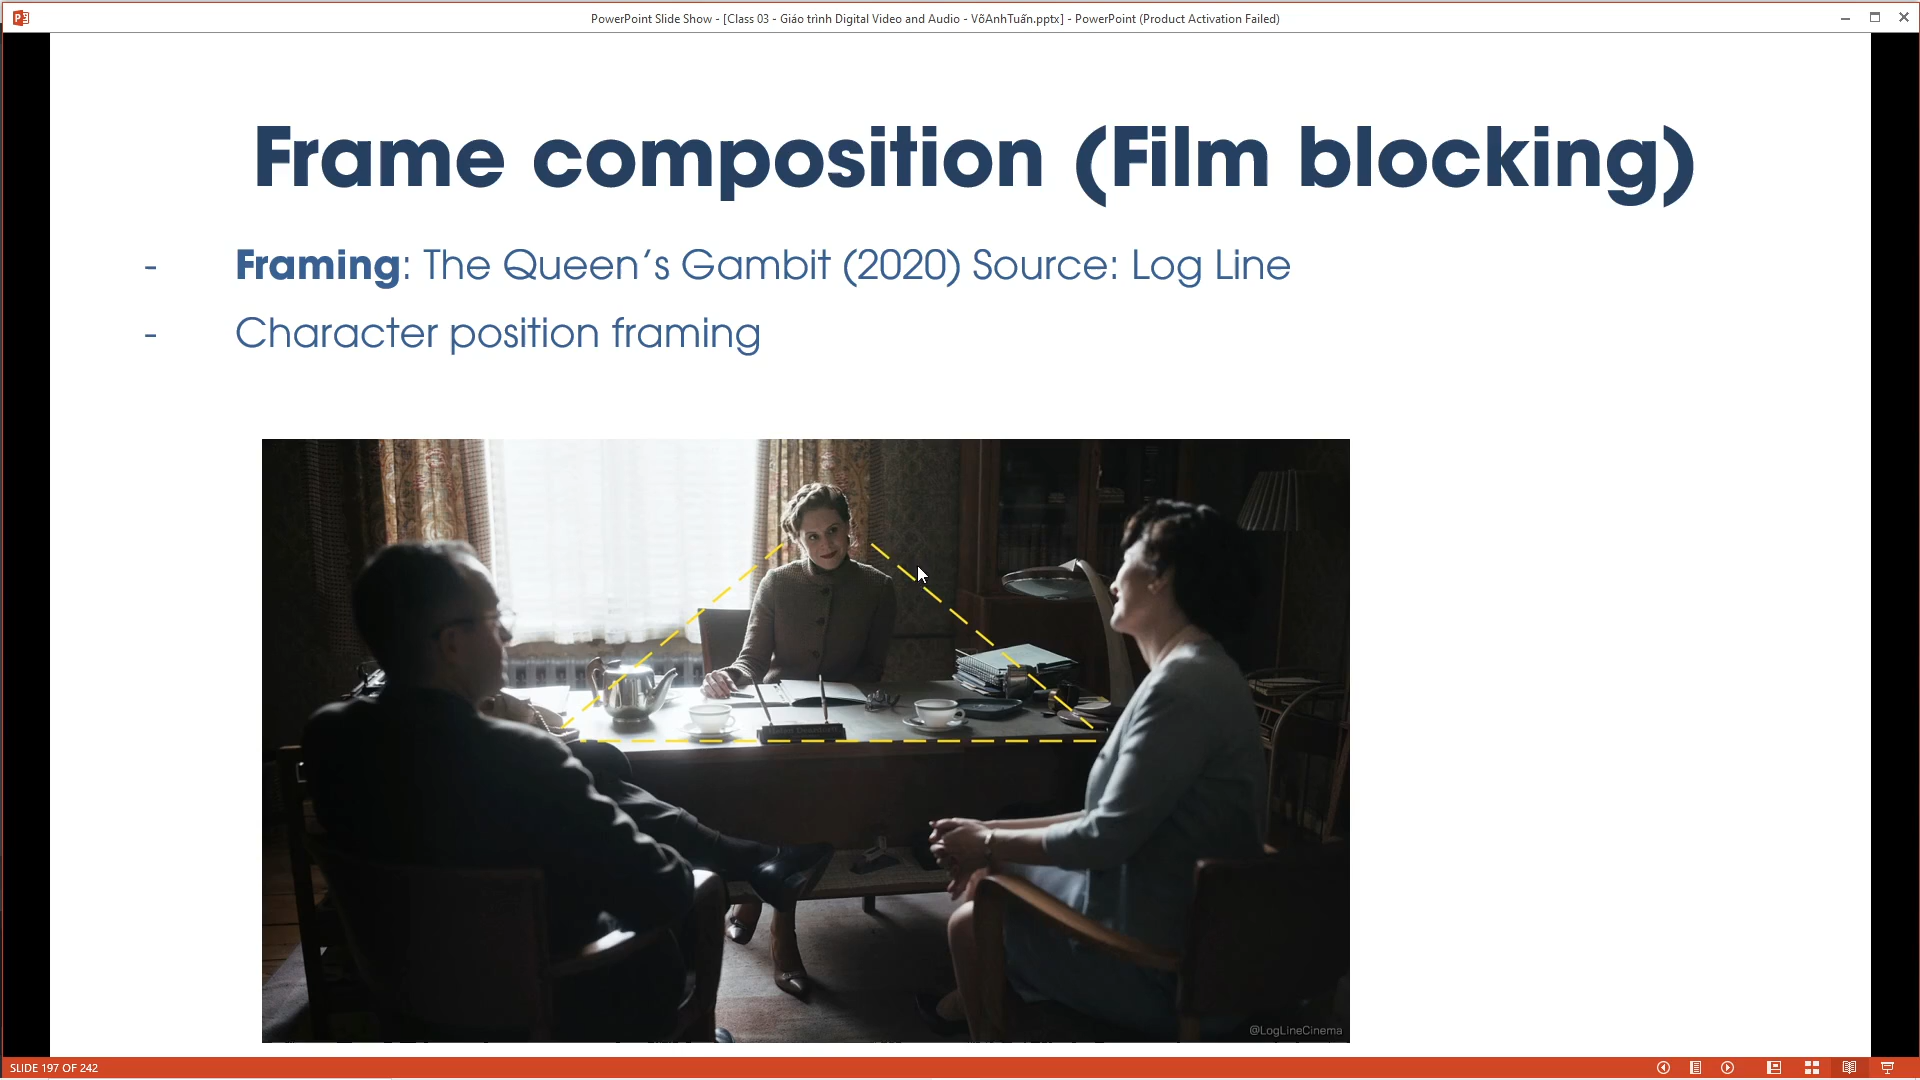 PowerPoint Slide Show - [Class 03 - Giáo trình Digital Video and Audio - VõAnhTuấn.pptx] - PowerPoint (Product Activation Failed)
Frame composition (Film blocking)
- Framing: The Queen’s Gambit (2020) Source: Log Line
- Character position framing
@LogLineCinema
SLIDE 197 OF 242